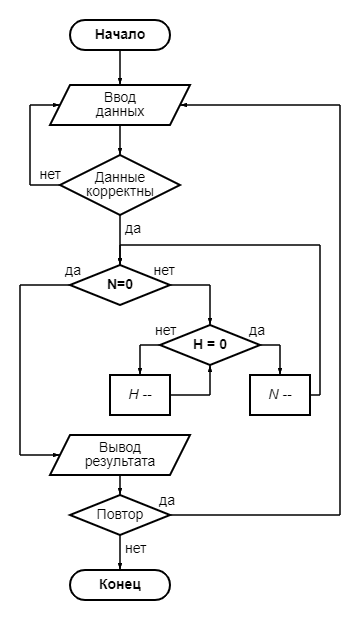 Начало
Ввод
данных
нет
Данные
корректны
да
да
N=0
нет
нет
H = 0
да
H --
N --
Вывод
результата
да
Повтор
нет
Конец